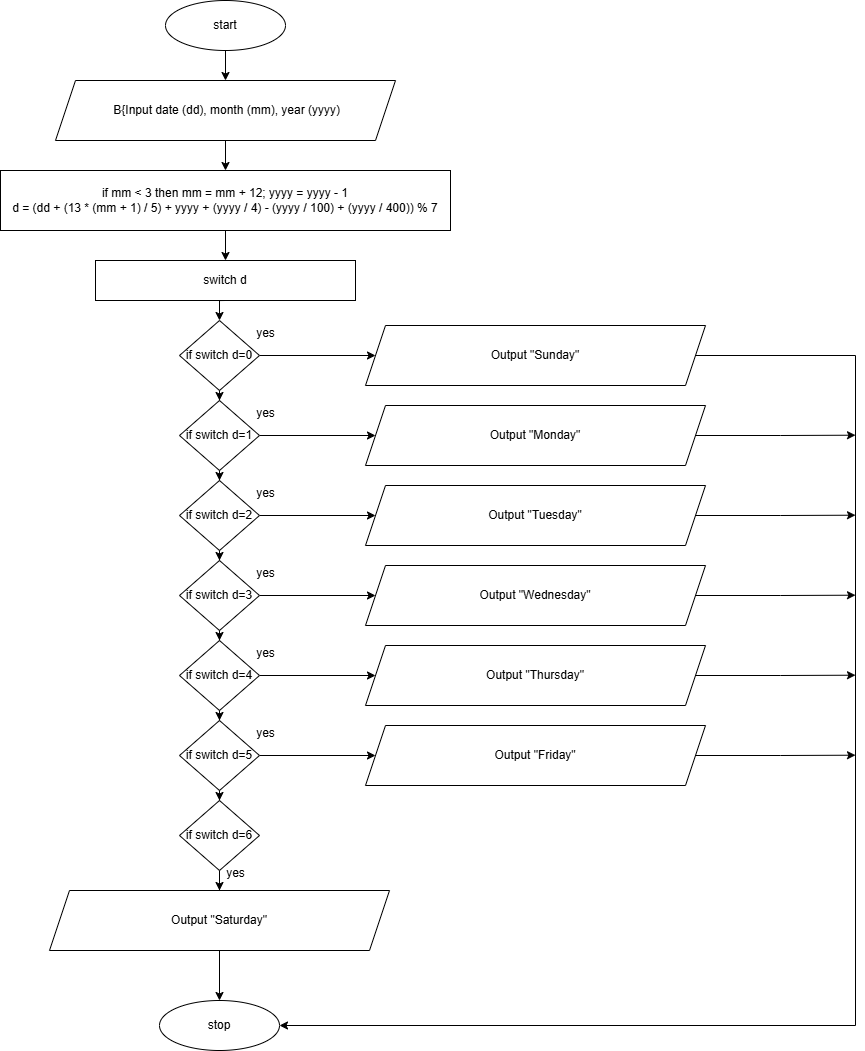 start
B{Input date (dd), month (mm), year (yyyy)
if mm < 3 then mm = mm + 12; yyyy = yyyy - 1
d = (dd + (13 * (mm + 1) / 5) + yyyy + (yyyy / 4) - (yyyy / 100) + (yyyy / 400)) % 7
switch d
yes
if switch d=0
Output "Sunday"
yes
if switch d=1
Output "Monday"
yes
if switch d=2
Output "Tuesday"
yes
if switch d=3
Output "Wednesday"
yes
if switch d=4
Output "Thursday"
yes
if switch d=5
Output "Friday"
if switch d=6
yes
Output "Saturday"
stop